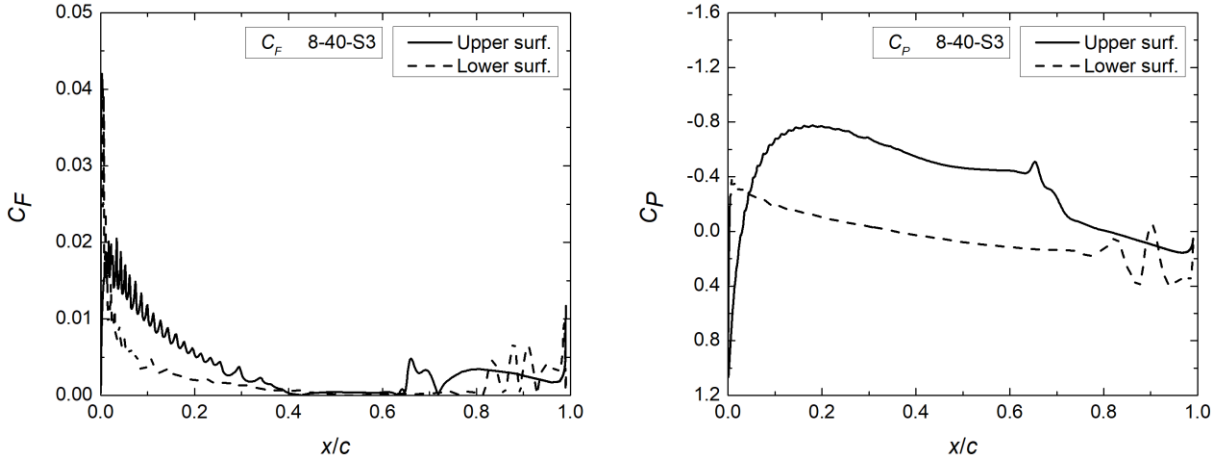 0.05
C_F 8-40-S3
Upper surf.
Lower surf.
0.04
0.03
C_F
0.02
0.01
0.00
0.0 0.2 0.4 0.6 0.8 1.0
x/c
-1.6
C_P 8-40-S3
Upper surf.
Lower surf.
-1.2
-0.8
-0.4
C_P
0.0
0.4
0.8
1.2
0.0 0.2 0.4 0.6 0.8 1.0
x/c